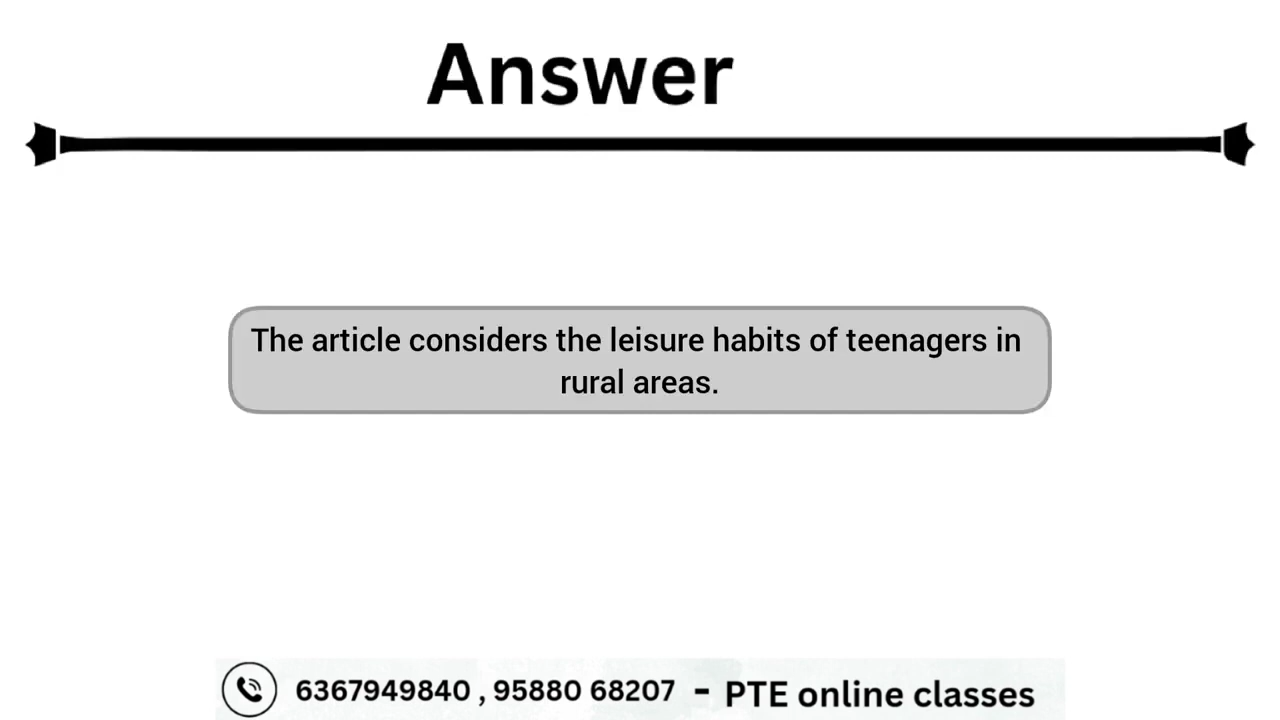 Answer
The article considers the leisure habits of teenagers in
rural areas.
6367949840 , 95880 68207 - PTE online classes